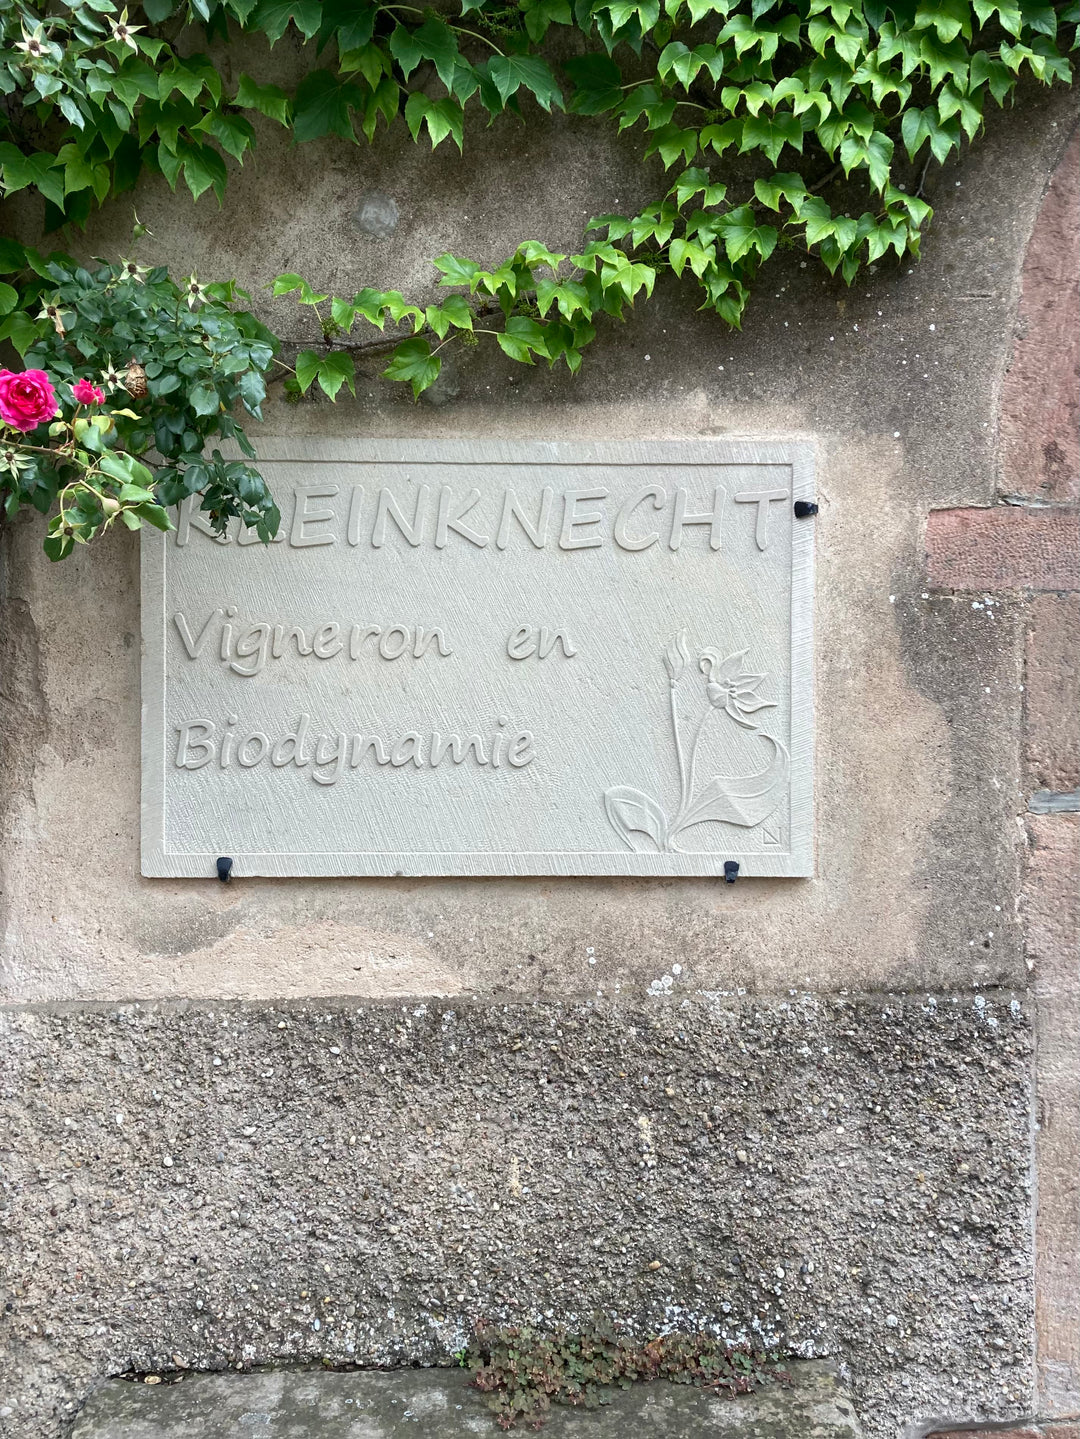 KLEINKNECHT
Vigneron en
Biodynamie